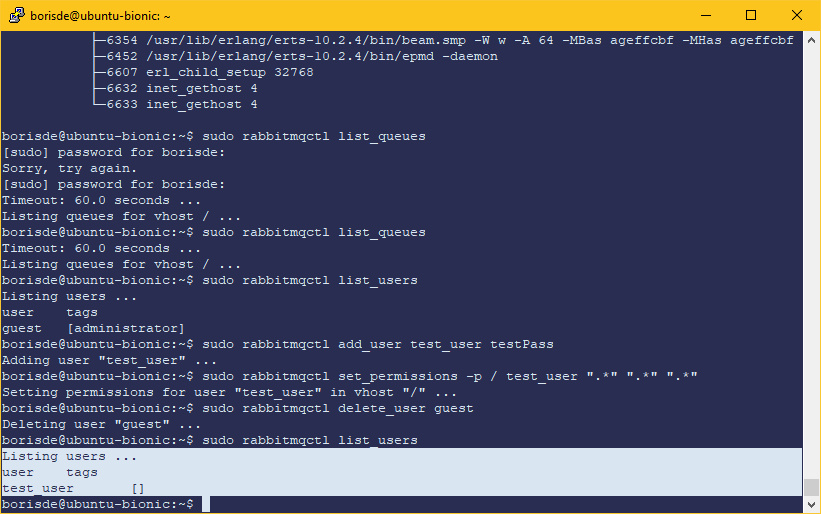 borisde@ubuntu-bionic: ~
├─6354 /usr/lib/erlang/erts-10.2.4/bin/beam.smp -W w -A 64 -MBas ageffcbf -MHas ageffcbf
├─6452 /usr/lib/erlang/erts-10.2.4/bin/epmd -daemon
├─6607 erl_child_setup 32768
├─6632 inet_gethost 4
└─6633 inet_gethost 4
borisde@ubuntu-bionic:~$ sudo rabbitmqctl list_queues
[sudo] password for borisde:
Sorry, try again.
[sudo] password for borisde:
Timeout: 60.0 seconds ...
Listing queues for vhost / ...
borisde@ubuntu-bionic:~$ sudo rabbitmqctl list_queues
Timeout: 60.0 seconds ...
Listing queues for vhost / ...
borisde@ubuntu-bionic:~$ sudo rabbitmqctl list_users
Listing users ...
user    tags
guest   [administrator]
borisde@ubuntu-bionic:~$ sudo rabbitmqctl add_user test_user testPass
Adding user "test_user" ...
borisde@ubuntu-bionic:~$ sudo rabbitmqctl set_permissions -p / test_user ".*" ".*" ".*"
Setting permissions for user "test_user" in vhost "/" ...
borisde@ubuntu-bionic:~$ sudo rabbitmqctl delete_user guest
Deleting user "guest" ...
borisde@ubuntu-bionic:~$ sudo rabbitmqctl list_users
Listing users ...
user    tags
test_user       []
borisde@ubuntu-bionic:~$